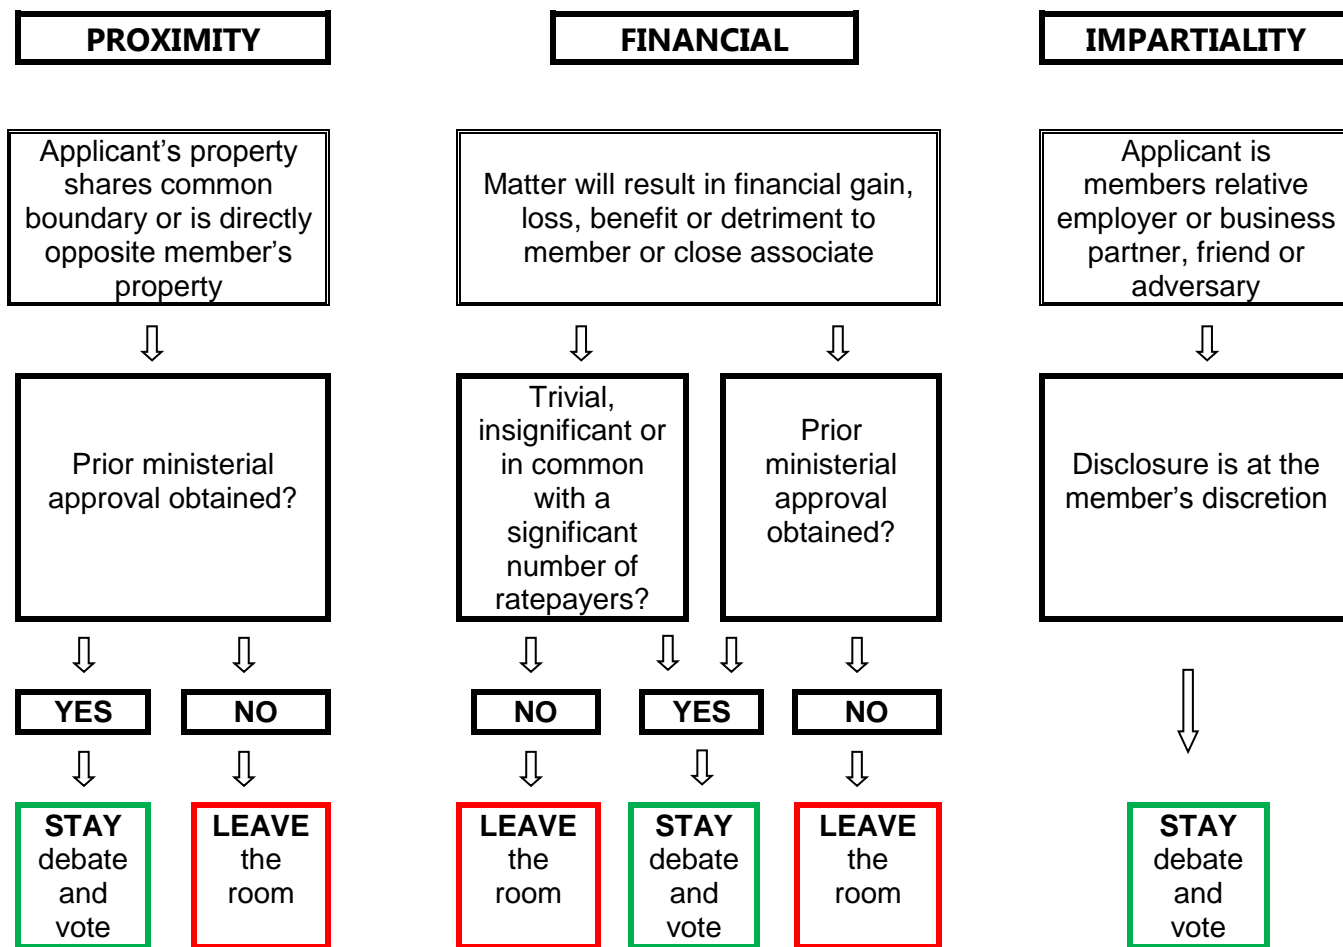 PROXIMITY
FINANCIAL
IMPARTIALITY
Applicant's property
shares common
boundary or is directly
opposite member's
property
Matter will result in financial gain,
loss, benefit or detriment to
member or close associate
Applicant is
members relative
employer or business
partner, friend or
adversary
Prior ministerial
approval obtained?
Trivial,
insignificant or
in common
with a
significant
number of
ratepayers?
Prior
ministerial
approval
obtained?
Disclosure is at the
member's discretion
YES
NO
NO
YES
NO
STAY
debate
and
vote
LEAVE
the
room
LEAVE
the
room
STAY
debate
and
vote
LEAVE
the
room
STAY
debate
and
vote